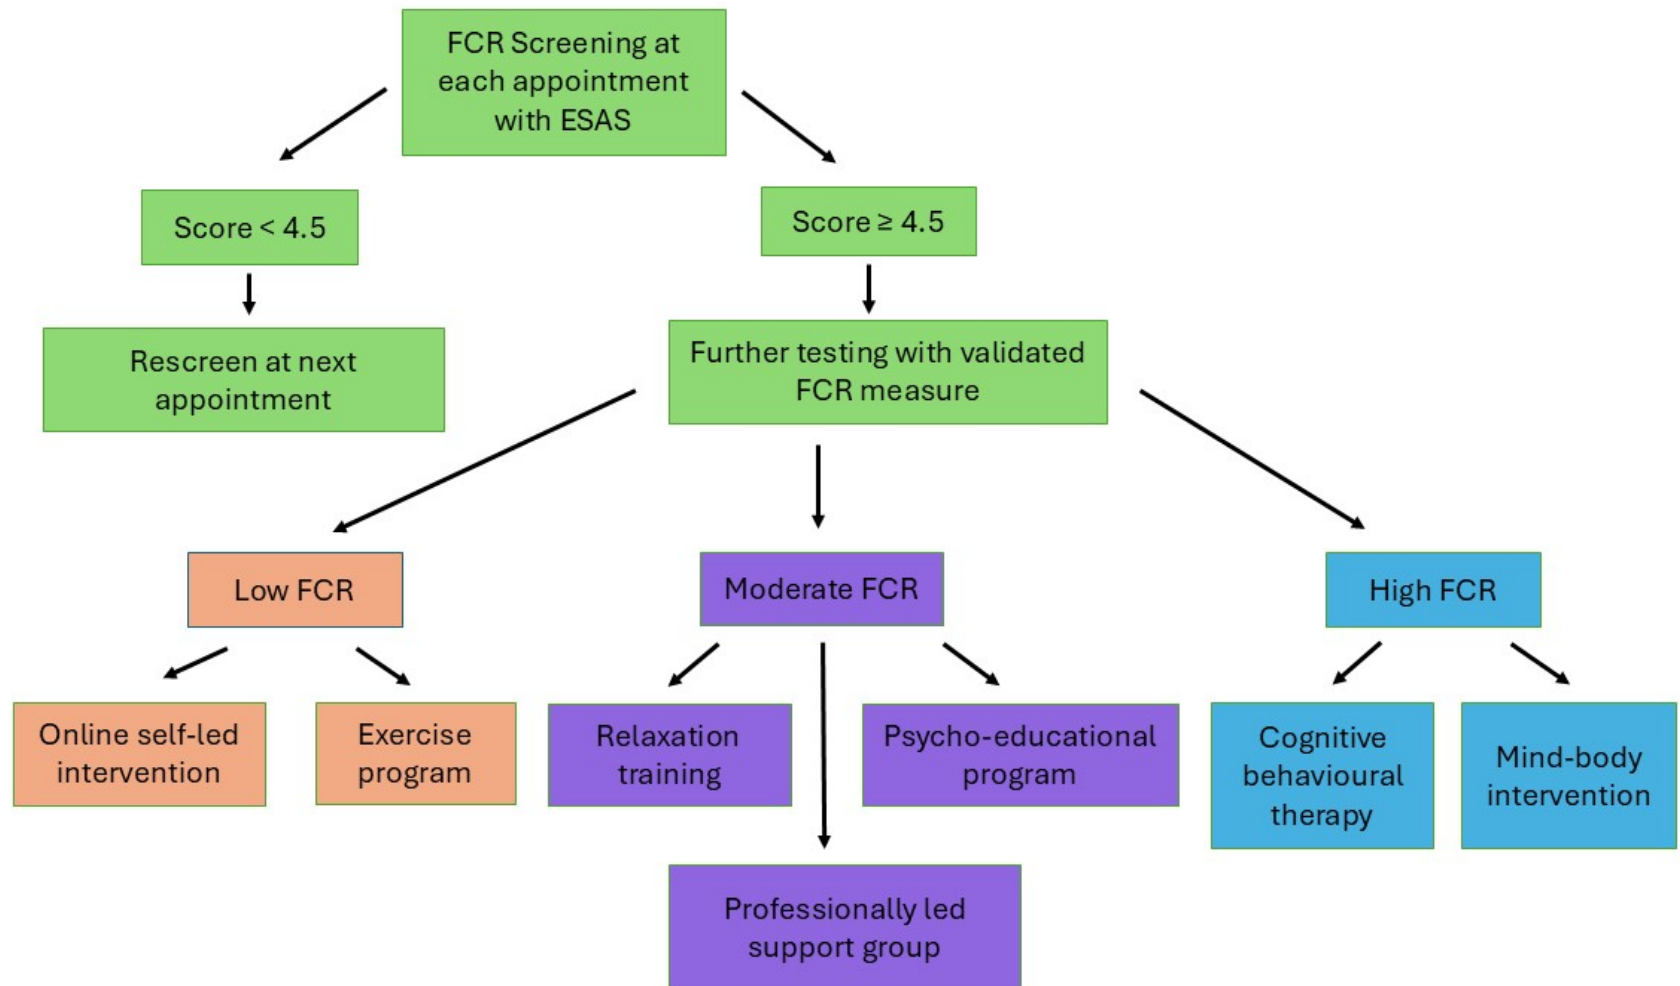 FCR Screening at
each appointment
with ESAS
Score < 4.5
Score ≥ 4.5
Rescreen at next
appointment
Further testing with validated
FCR measure
Low FCR
Moderate FCR
High FCR
Online self-led
intervention
Exercise
program
Relaxation
training
Psycho-educational
program
Cognitive
behavioural
therapy
Mind-body
intervention
Professionally led
support group